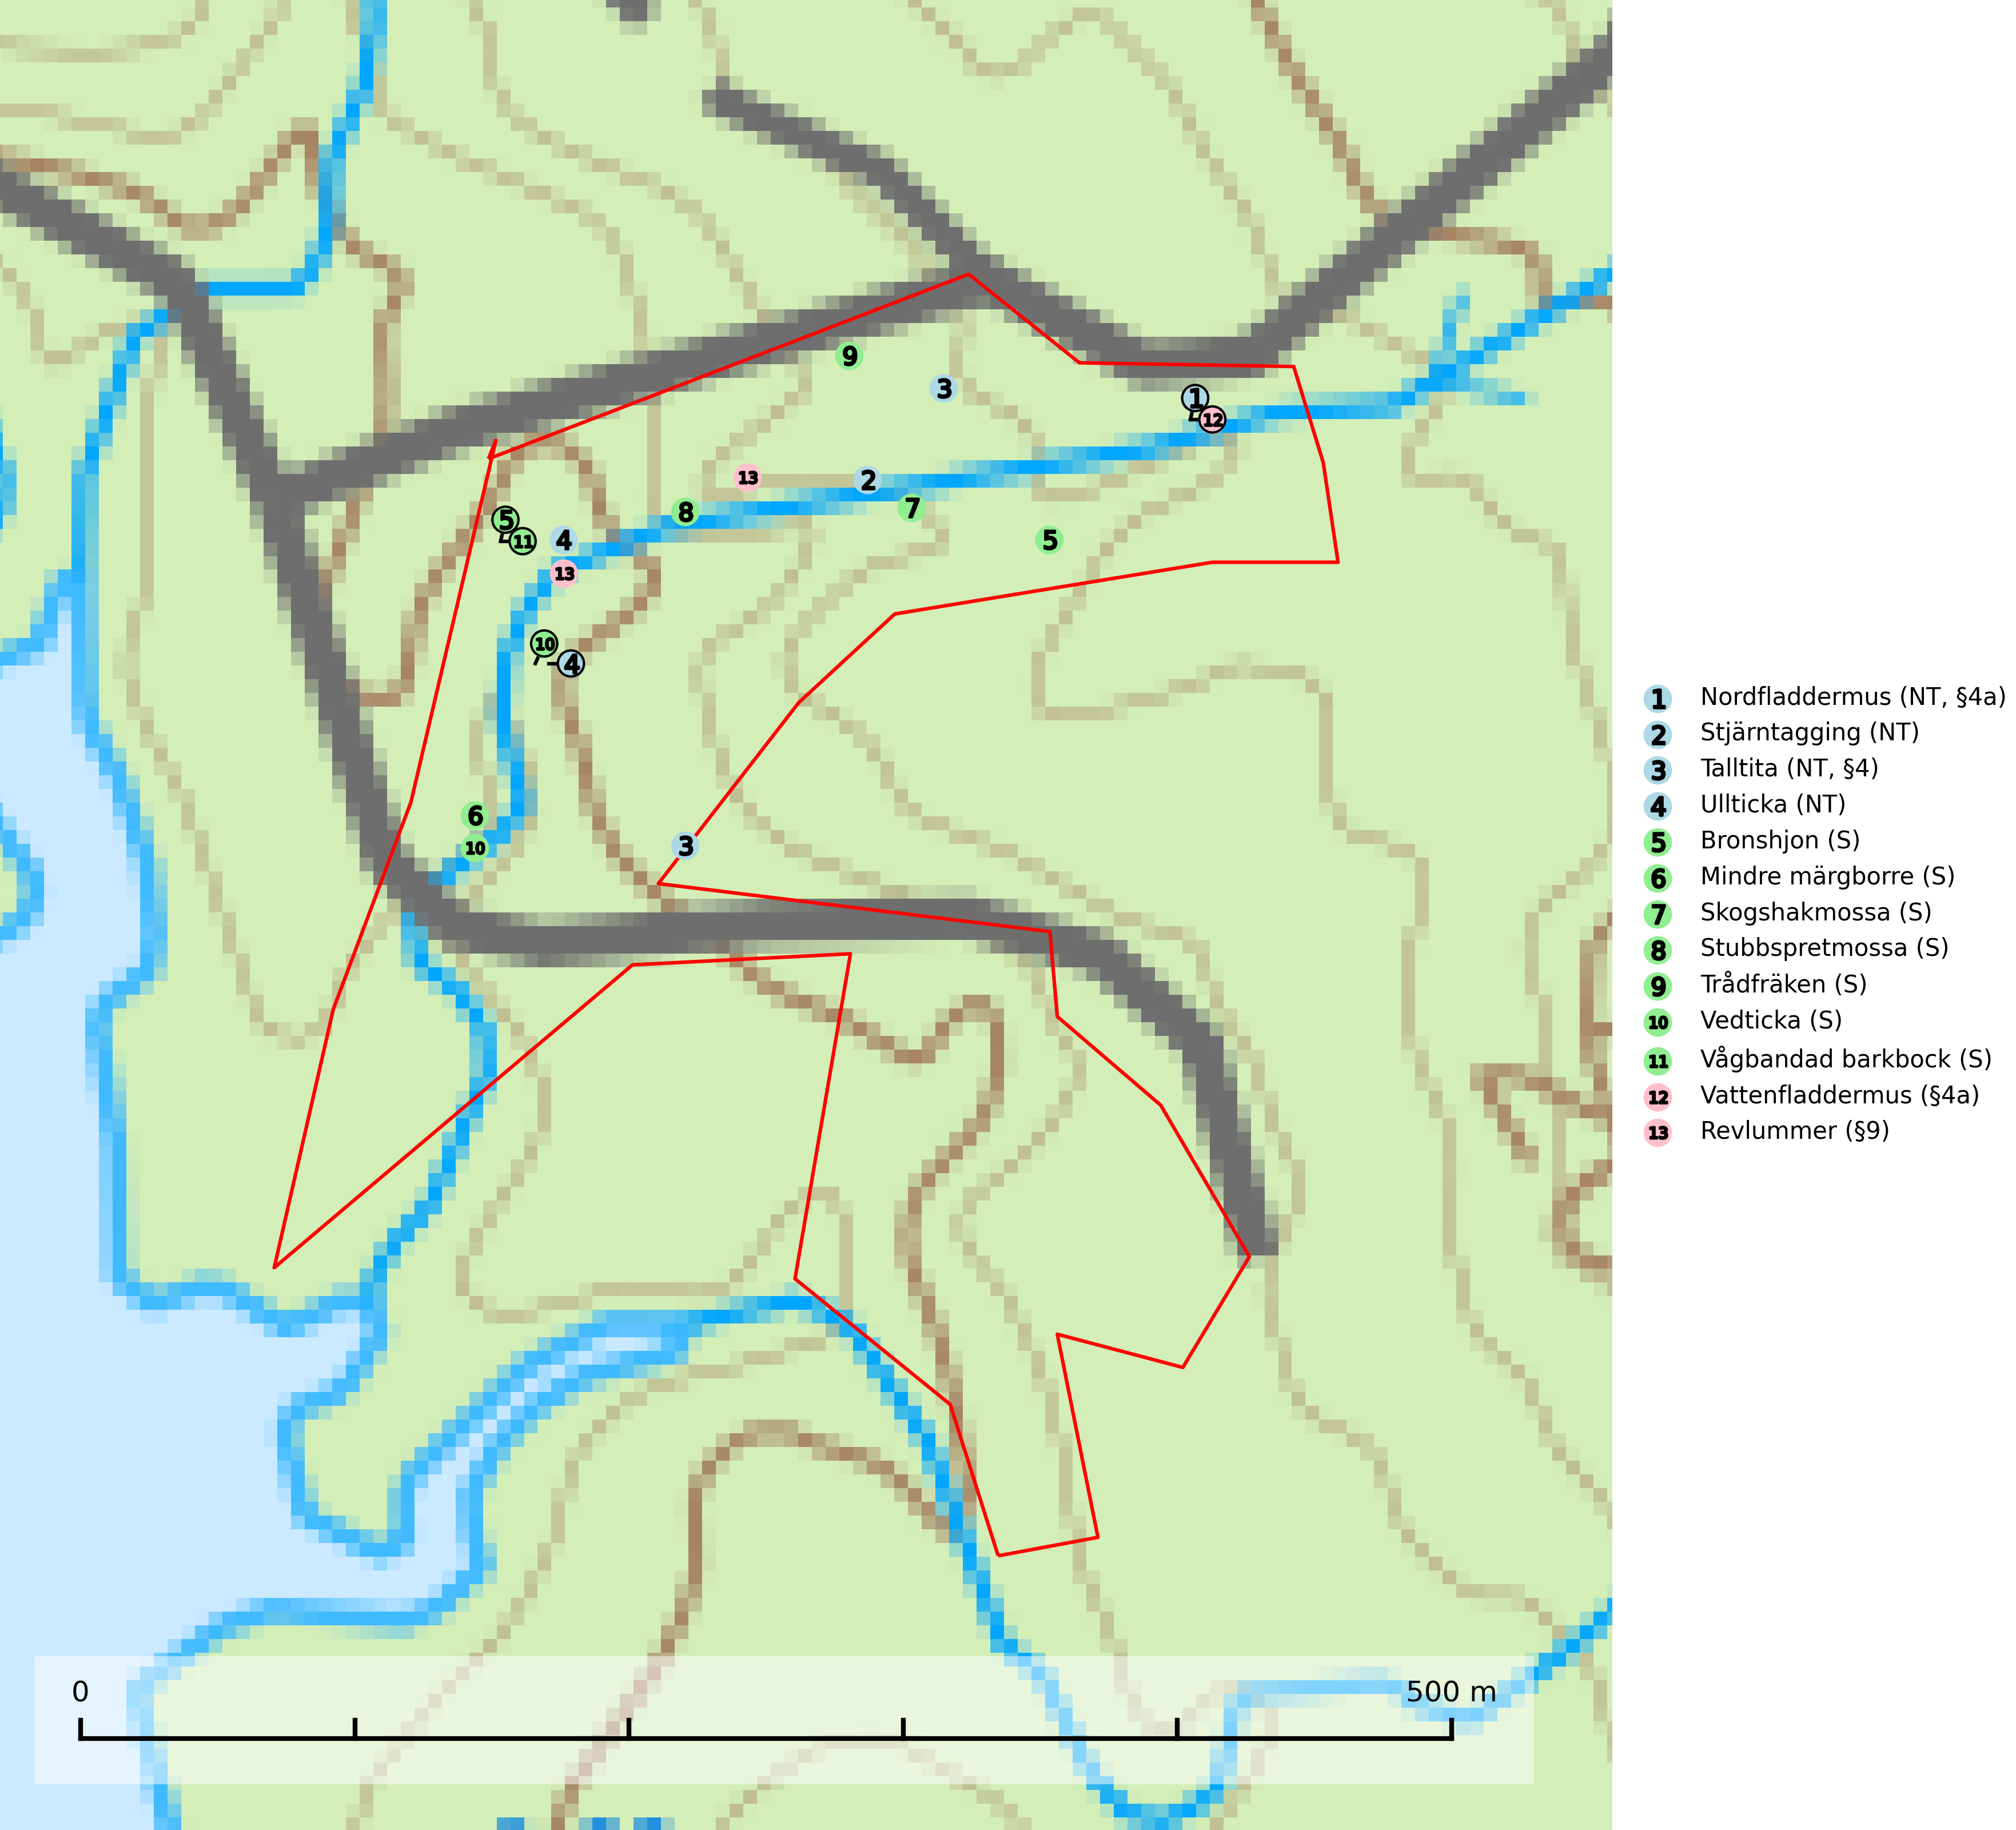 9
3
1
12
13
2
8
7
5
11
4
5
13
10
4
6
10
3
1 Nordfladdermus (NT, §4a)
2 Stjärntagging (NT)
3 Talltita (NT, §4)
4 Ullticka (NT)
5 Bronshjon (S)
6 Mindre märgborre (S)
7 Skogshakmossa (S)
8 Stubbspretmossa (S)
9 Trådfräken (S)
10 Vedticka (S)
11 Vågbandad barkbock (S)
12 Vattenfladdermus (§4a)
13 Revlummer (§9)
0 500 m